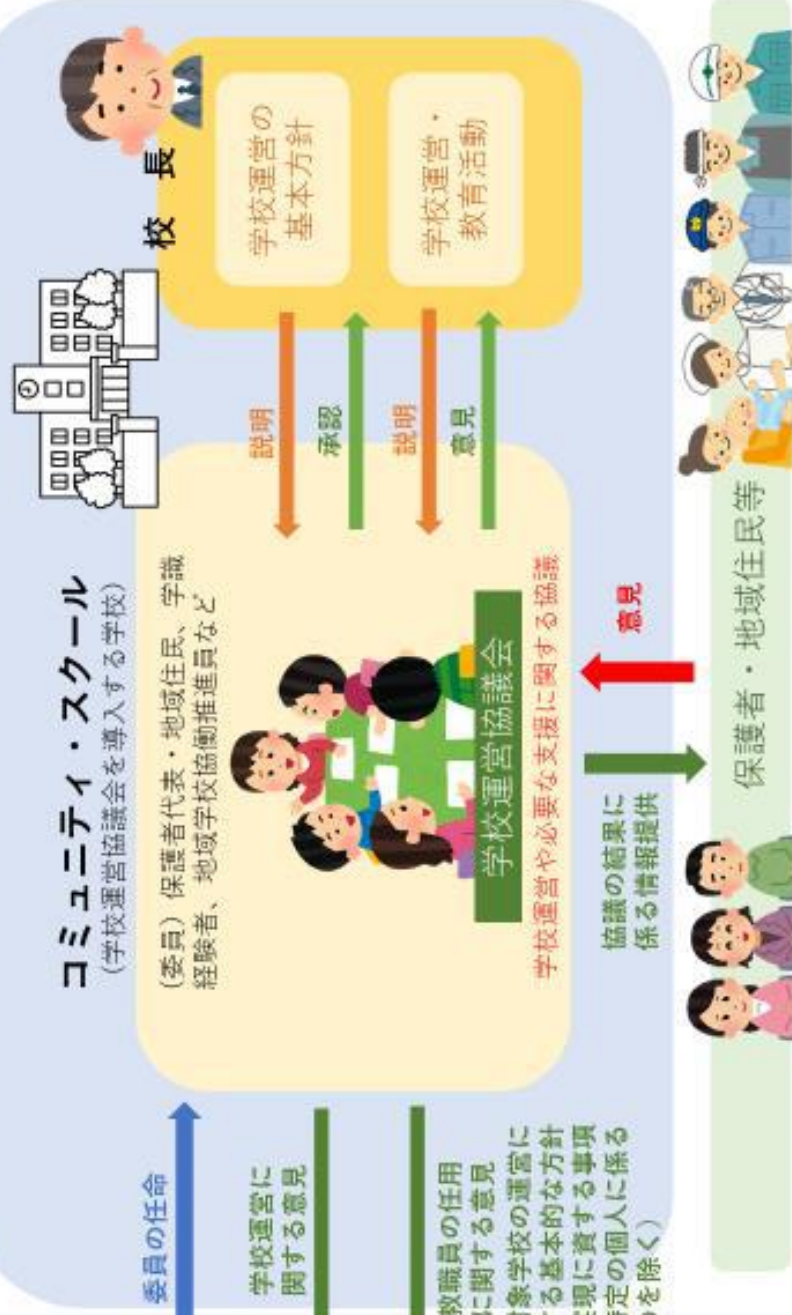 コミュニティ・スクール
（学校運営協議会を導入する学校）
校　長
（委員）保護者代表・地域住民、学識
経験者、地域学校協働推進員など
学校運営の
基本方針
学校運営・
教育活動
説明
承認
説明
意見
学校運営協議会
学校運営や必要な支援に関する協議
委員の任命
学校運営に
関する意見
教職員の任用
に関する意見
象学校の運営に
する基本的な方針
実現に資する事項
特定の個人に係る
を除く）
協議の結果に
係る情報提供
意見
保護者・地域住民等